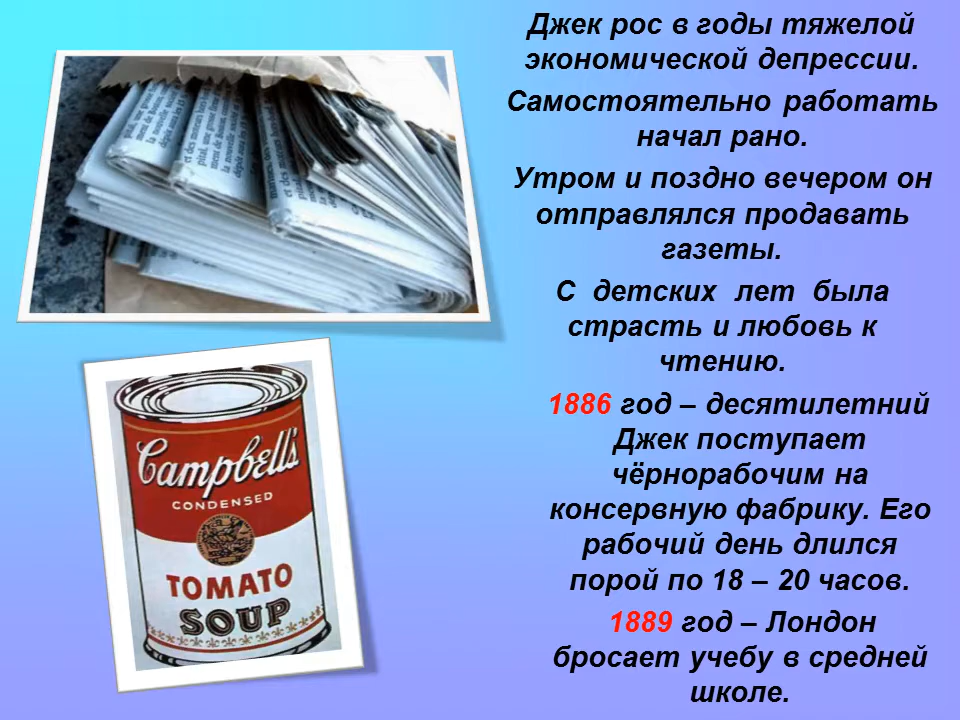 Джек рос в годы тяжелой
экономической депрессии.
Самостоятельно работать
начал рано.
Утром и поздно вечером он
отправлялся продавать
газеты.
С детских лет была
страсть и любовь к
чтению.
1886 год – десятилетний
Джек поступает
чёрнорабочим на
консервную фабрику. Его
рабочий день длился
порой по 18 – 20 часов.
1889 год – Лондон
бросает учебу в средней
школе.
Campbell's
CONDENSED
TOMATO
SOUP